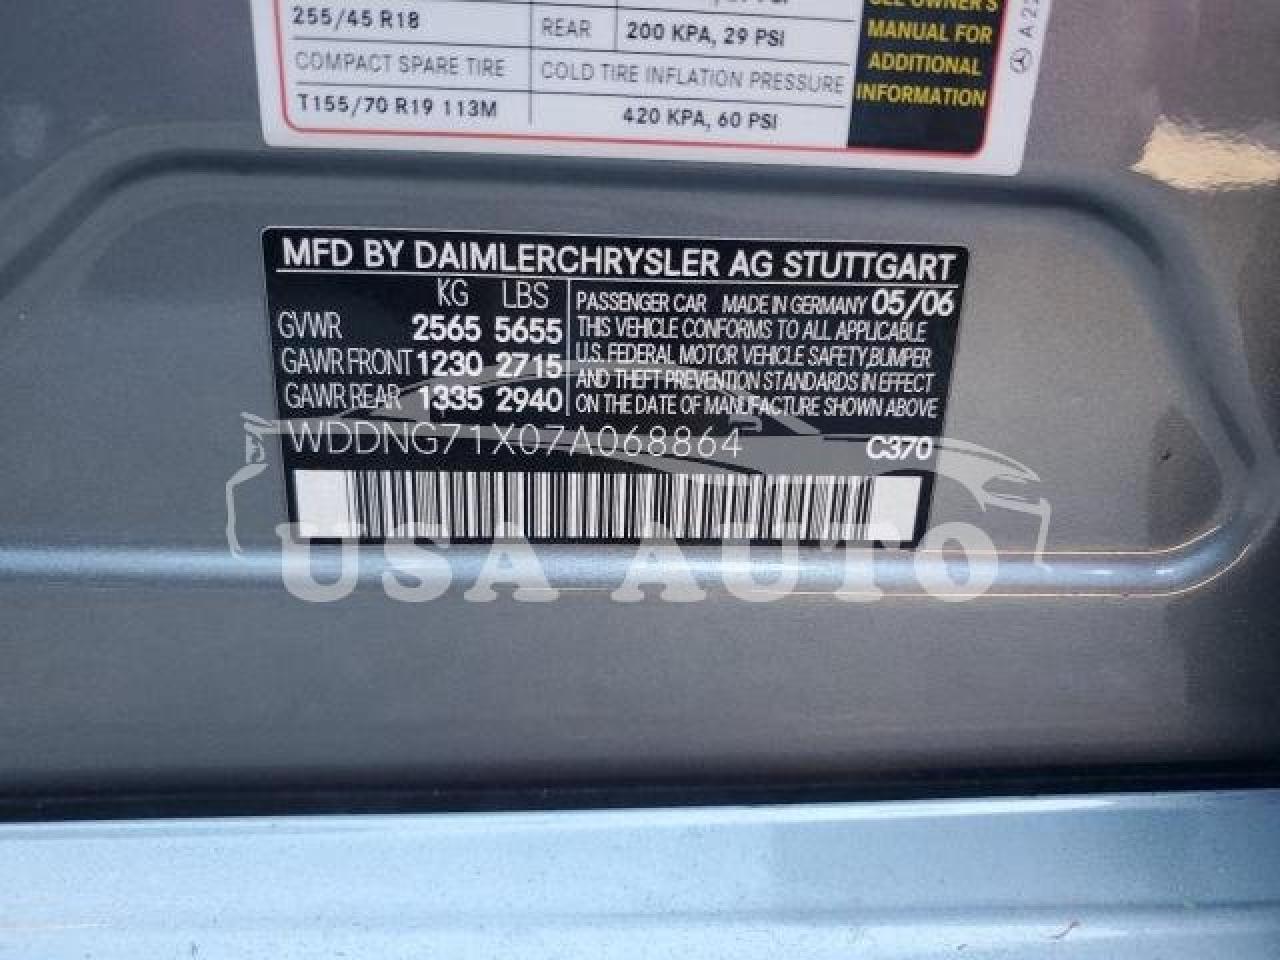 255/45 R18 REAR 200 KPA, 29 PSI
COMPACT SPARE TIRE COLD TIRE INFLATION PRESSURE
T155/70 R19 113M 420 KPA, 60 PSI
SEE OWNER'S
MANUAL FOR
ADDITIONAL
INFORMATION
MFD BY DAIMLERCHRYSLER AG STUTTGART
KG LBS
GVWR 2565 5655
GAWR FRONT 1230 2715
GAWR REAR 1335 2940
PASSENGER CAR MADE IN GERMANY 05/06
THIS VEHICLE CONFORMS TO ALL APPLICABLE
U.S. FEDERAL MOTOR VEHICLE SAFETY, BUMPER
AND THEFT PREVENTION STANDARDS IN EFFECT
ON THE DATE OF MANUFACTURE SHOWN ABOVE
WDDNG71X07A068864 C370
USA AUTO